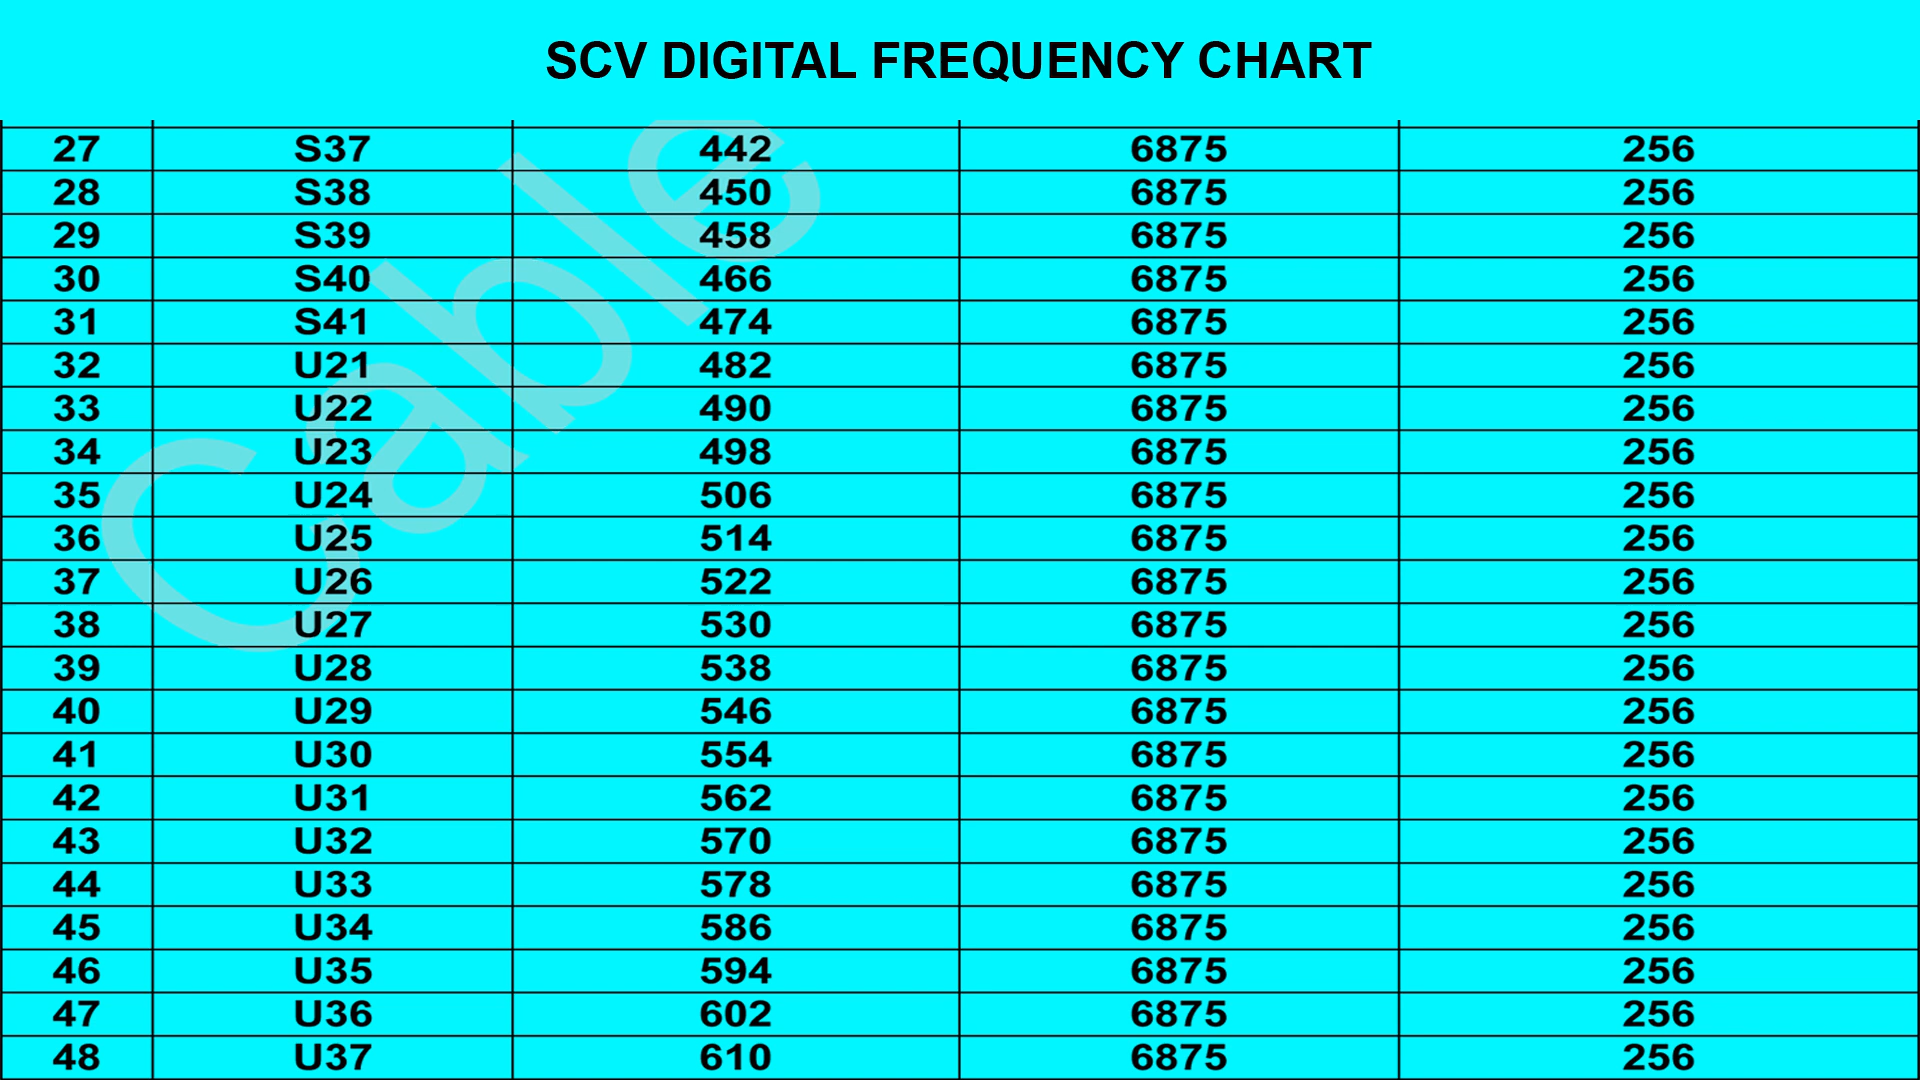 SCV DIGITAL FREQUENCY CHART
27 S37 442 6875 256
28 S38 450 6875 256
29 S39 458 6875 256
30 S40 466 6875 256
31 S41 474 6875 256
32 U21 482 6875 256
33 U22 490 6875 256
34 U23 498 6875 256
35 U24 506 6875 256
36 U25 514 6875 256
37 U26 522 6875 256
38 U27 530 6875 256
39 U28 538 6875 256
40 U29 546 6875 256
41 U30 554 6875 256
42 U31 562 6875 256
43 U32 570 6875 256
44 U33 578 6875 256
45 U34 586 6875 256
46 U35 594 6875 256
47 U36 602 6875 256
48 U37 610 6875 256
Cable